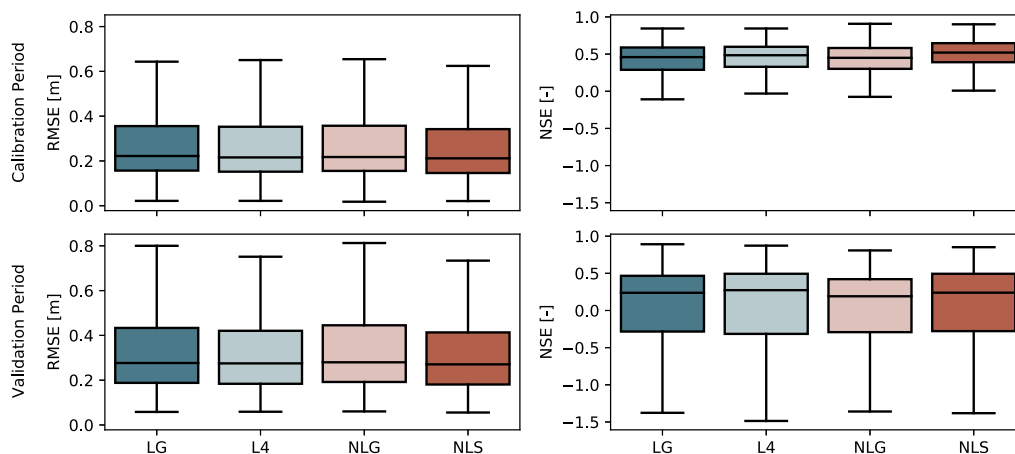 Calibration Period
RMSE [m]
0.8
0.6
0.4
0.2
0.0
NSE [-]
1.0
0.5
0.0
−0.5
−1.0
−1.5
Validation Period
RMSE [m]
0.8
0.6
0.4
0.2
0.0
LG L4 NLG NLS
NSE [-]
1.0
0.5
0.0
−0.5
−1.0
−1.5
LG L4 NLG NLS